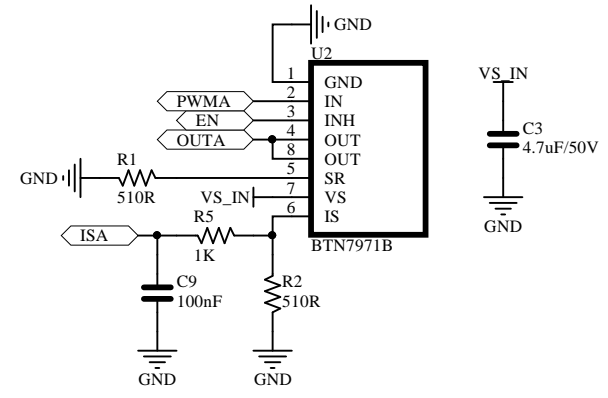 GND
U2
1 GND
PWMA 2 IN
EN 3 INH
OUTA 4 OUT
8 OUT
GND R1 510R 5 SR
VS_IN 7 VS
6 IS
BTN7971B
ISA R5 1K
C9
100nF
R2
510R
GND
GND
VS_IN
C3
4.7uF/50V
GND